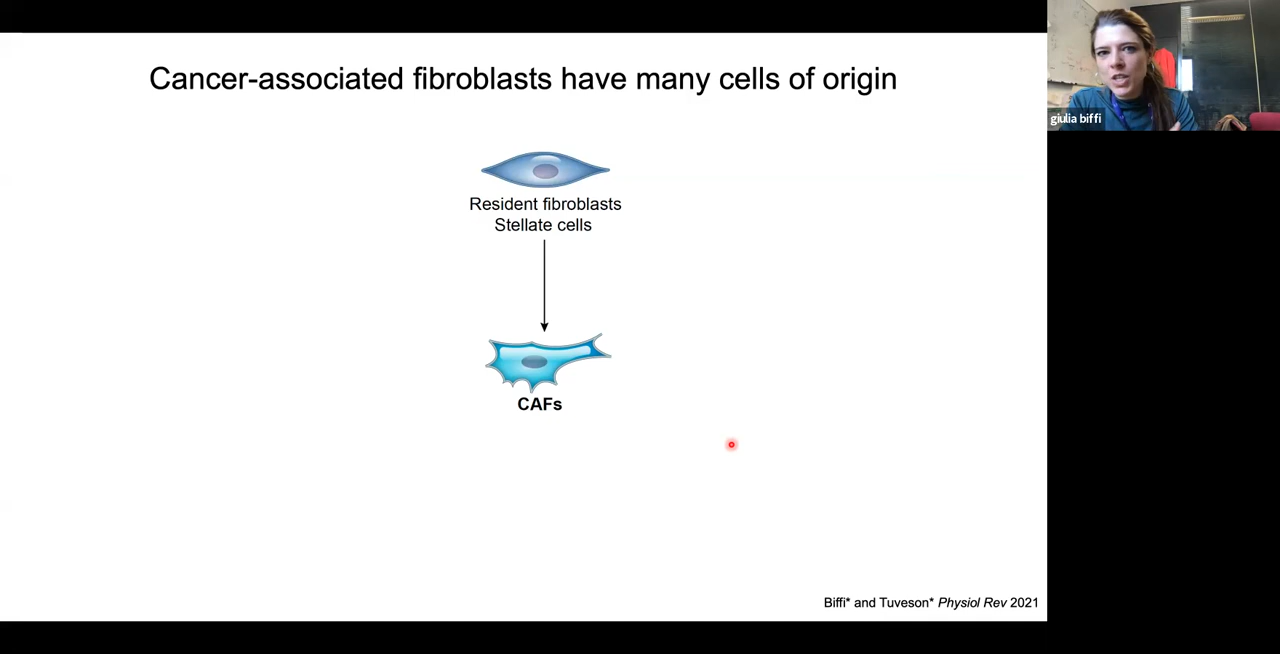 Cancer-associated fibroblasts have many cells of origin
giulia biffi
Resident fibroblasts
Stellate cells
CAFs
Biffi* and Tuveson* Physiol Rev 2021